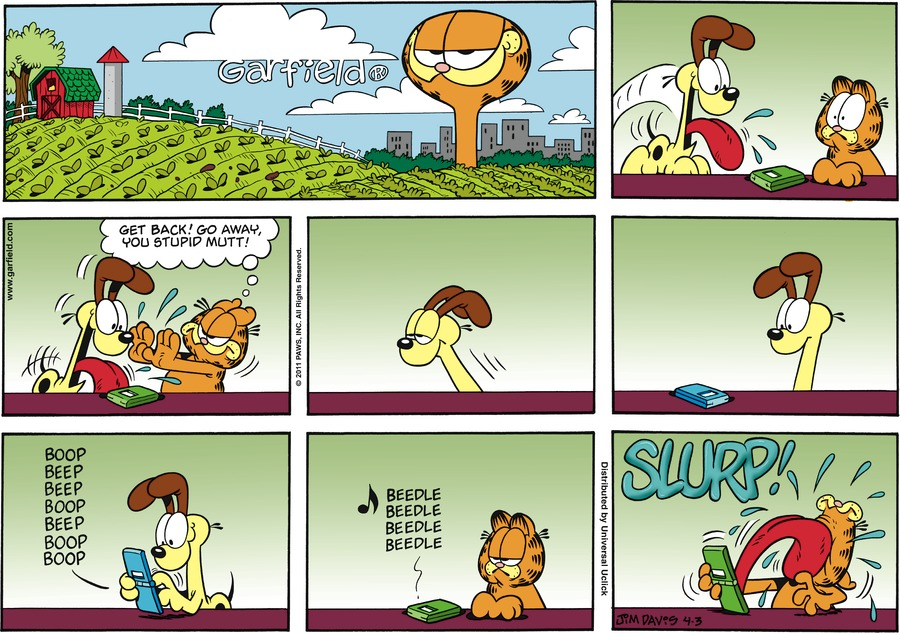 Garfield®
www.garfield.com
GET BACK! GO AWAY,
YOU STUPID MUTT!
© 2011 PAWS, INC. All Rights Reserved.
BOOP
BEEP
BEEP
BOOP
BEEP
BOOP
BOOP
BEEDLE
BEEDLE
BEEDLE
BEEDLE
Distributed by Universal Uclick
SLURP!
JIM DAVIS 4·3